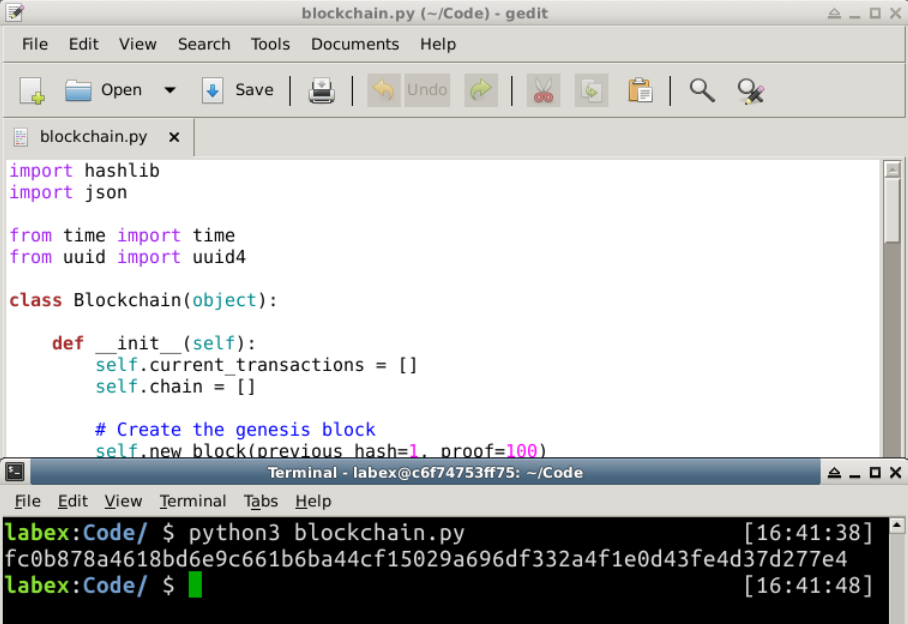 blockchain.py (~/Code) - gedit
File Edit View Search Tools Documents Help
Open Save Undo
blockchain.py x
import hashlib
import json
from time import time
from uuid import uuid4
class Blockchain(object):
def __init__(self):
self.current_transactions = []
self.chain = []
# Create the genesis block
self.new_block(previous_hash=1, proof=100)
Terminal - labex@c6f74753ff75: ~/Code
File Edit View Terminal Tabs Help
labex:Code/ $ python3 blockchain.py [16:41:38]
fc0b878a4618bd6e9c661b6ba44cf15029a696df332a4f1e0d43fe4d37d277e4
labex:Code/ $ [16:41:48]